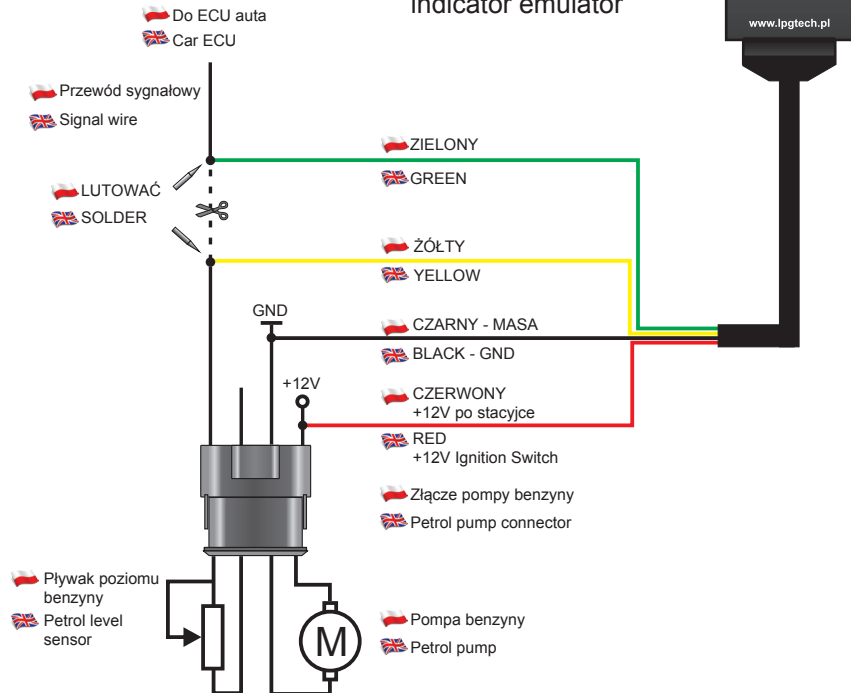 indicator emulator
www.lpgtech.pl
Do ECU auta
Car ECU
Przewód sygnałowy
Signal wire
ZIELONY
GREEN
LUTOWAĆ
SOLDER
ŻÓŁTY
YELLOW
GND
CZARNY - MASA
BLACK - GND
+12V
CZERWONY
+12V po stacyjce
RED
+12V Ignition Switch
Złącze pompy benzyny
Petrol pump connector
Pływak poziomu
benzyny
Petrol level
sensor
M
Pompa benzyny
Petrol pump